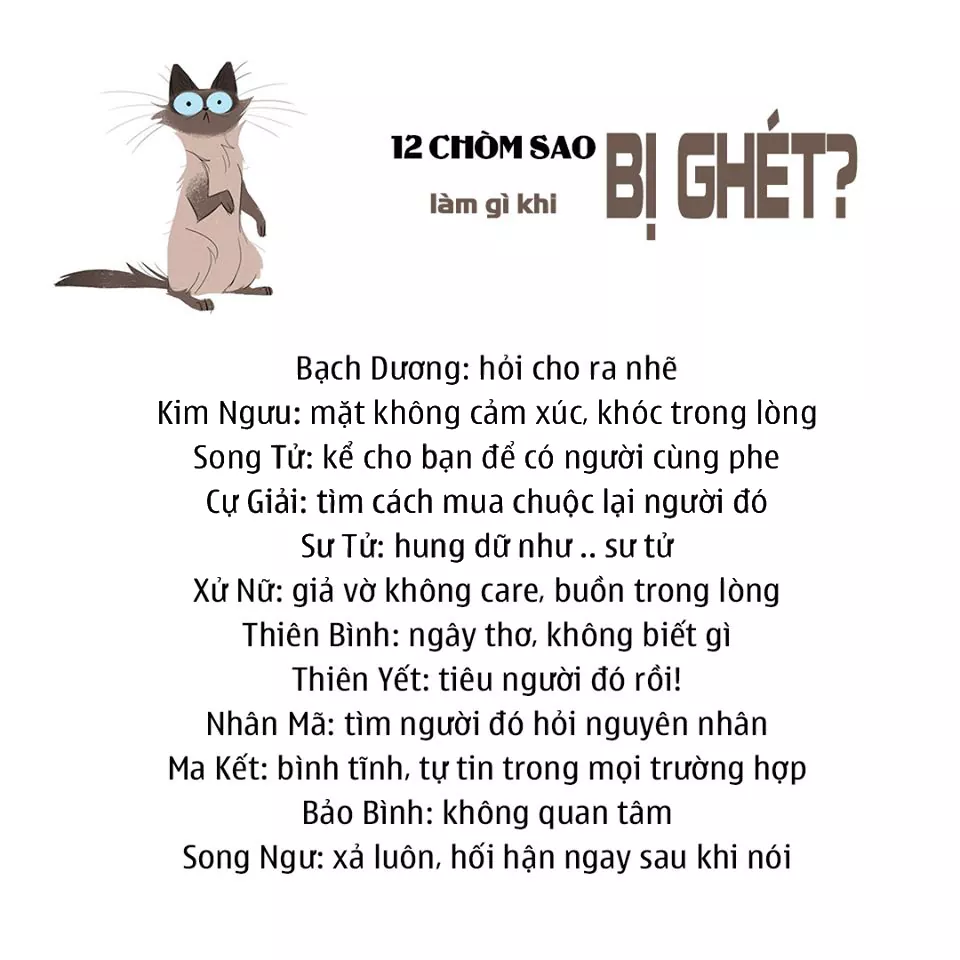 12 CHÒM SAO
làm gì khi
BỊ GHÉT?
Bạch Dương: hỏi cho ra nhẽ
Kim Ngưu: mặt không cảm xúc, khóc trong lòng
Song Tử: kể cho bạn để có người cùng phe
Cự Giải: tìm cách mua chuộc lại người đó
Sư Tử: hung dữ như .. sư tử
Xử Nữ: giả vờ không care, buồn trong lòng
Thiên Bình: ngây thơ, không biết gì
Thiên Yết: tiêu người đó rồi!
Nhân Mã: tìm người đó hỏi nguyên nhân
Ma Kết: bình tĩnh, tự tin trong mọi trường hợp
Bảo Bình: không quan tâm
Song Ngư: xả luôn, hối hận ngay sau khi nói